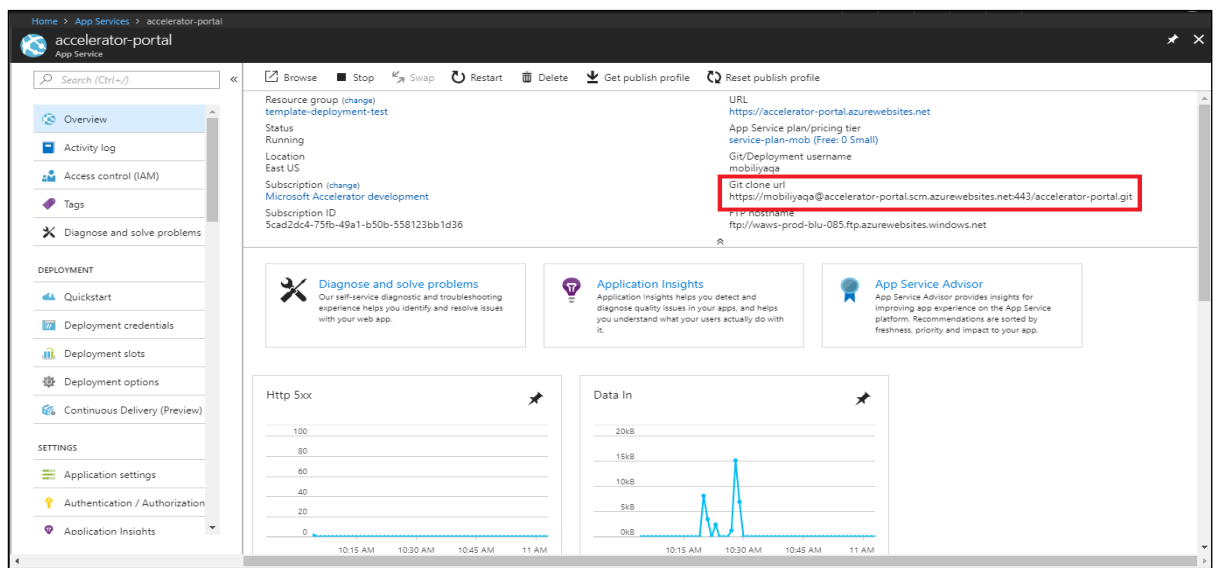 Home > App Services > accelerator-portal
accelerator-portal
App Service
Search (Ctrl+/)
«
Overview
Activity log
Access control (IAM)
Tags
Diagnose and solve problems
DEPLOYMENT
Quickstart
Deployment credentials
Deployment slots
Deployment options
Continuous Delivery (Preview)
SETTINGS
Application settings
Authentication / Authorization
Application Insights
Browse Stop Swap Restart Delete Get publish profile Reset publish profile
Resource group (change)
template-deployment-test
Status
Running
Location
East US
Subscription (change)
Microsoft Accelerator development
Subscription ID
5cad2dc4-75fb-49a1-b50b-558123bb1d36
URL
https://accelerator-portal.azurewebsites.net
App Service plan/pricing tier
service-plan-mob (Free: 0 Small)
Git/Deployment username
mobiliyaqa
Git clone url
https://mobiliyaqa@accelerator-portal.scm.azurewebsites.net:443/accelerator-portal.git
FTP hostname
ftp://waws-prod-blu-085.ftp.azurewebsites.windows.net
Diagnose and solve problems
Our self-service diagnostic and troubleshooting
experience helps you identify and resolve issues
with your web app.
Application Insights
Application Insights helps you detect and
diagnose quality issues in your apps, and helps
you understand what your users actually do with
it.
App Service Advisor
App Service Advisor provides insights for
improving app experience on the App Service
platform. Recommendations are sorted by
freshness, priority and impact to your app.
Http 5xx
100
80
60
40
20
0
10:15 AM 10:30 AM 10:45 AM 11 AM
Data In
20kB
15kB
10kB
5kB
0kB
10:15 AM 10:30 AM 10:45 AM 11 AM